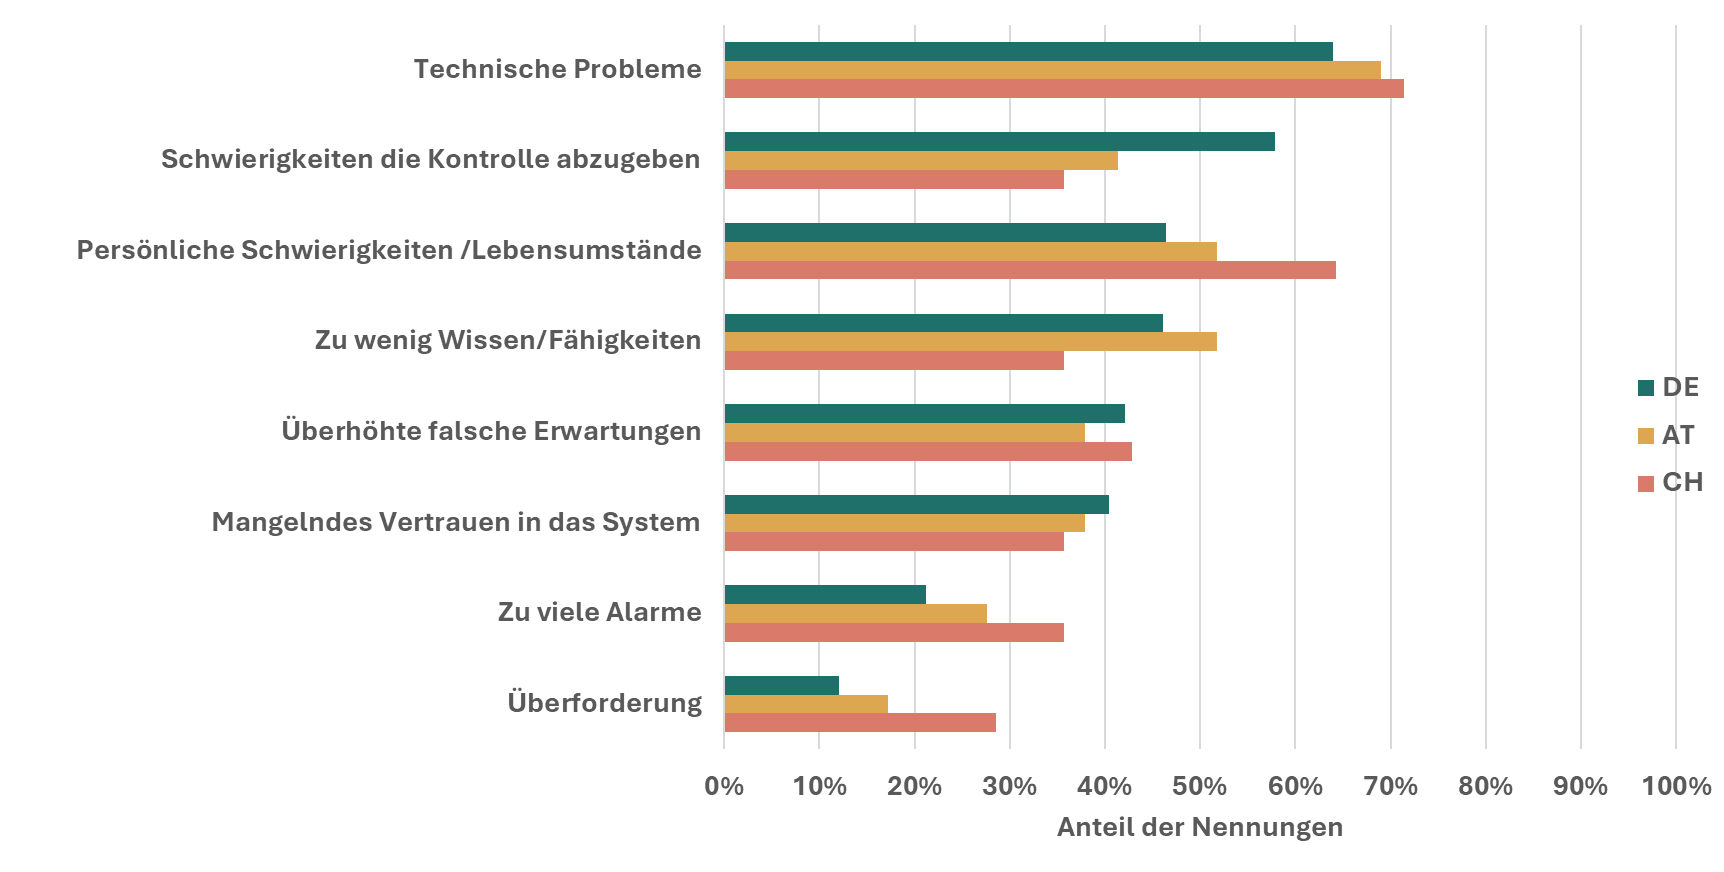 Technische Probleme
Schwierigkeiten die Kontrolle abzugeben
Persönliche Schwierigkeiten /Lebensumstände
Zu wenig Wissen/Fähigkeiten
Überhöhte falsche Erwartungen
Mangelndes Vertrauen in das System
Zu viele Alarme
Überforderung
DE
AT
CH
0% 10% 20% 30% 40% 50% 60% 70% 80% 90% 100%
Anteil der Nennungen